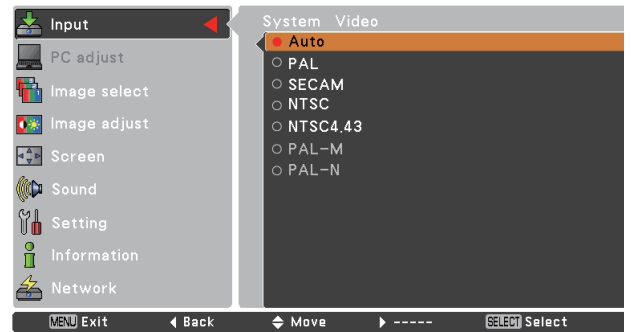 Input
PC adjust
Image select
Image adjust
Screen
Sound
Setting
Information
Network
System Video
Auto
PAL
SECAM
NTSC
NTSC4.43
PAL-M
PAL-N
MENU Exit Back Move ----- SELECT Select